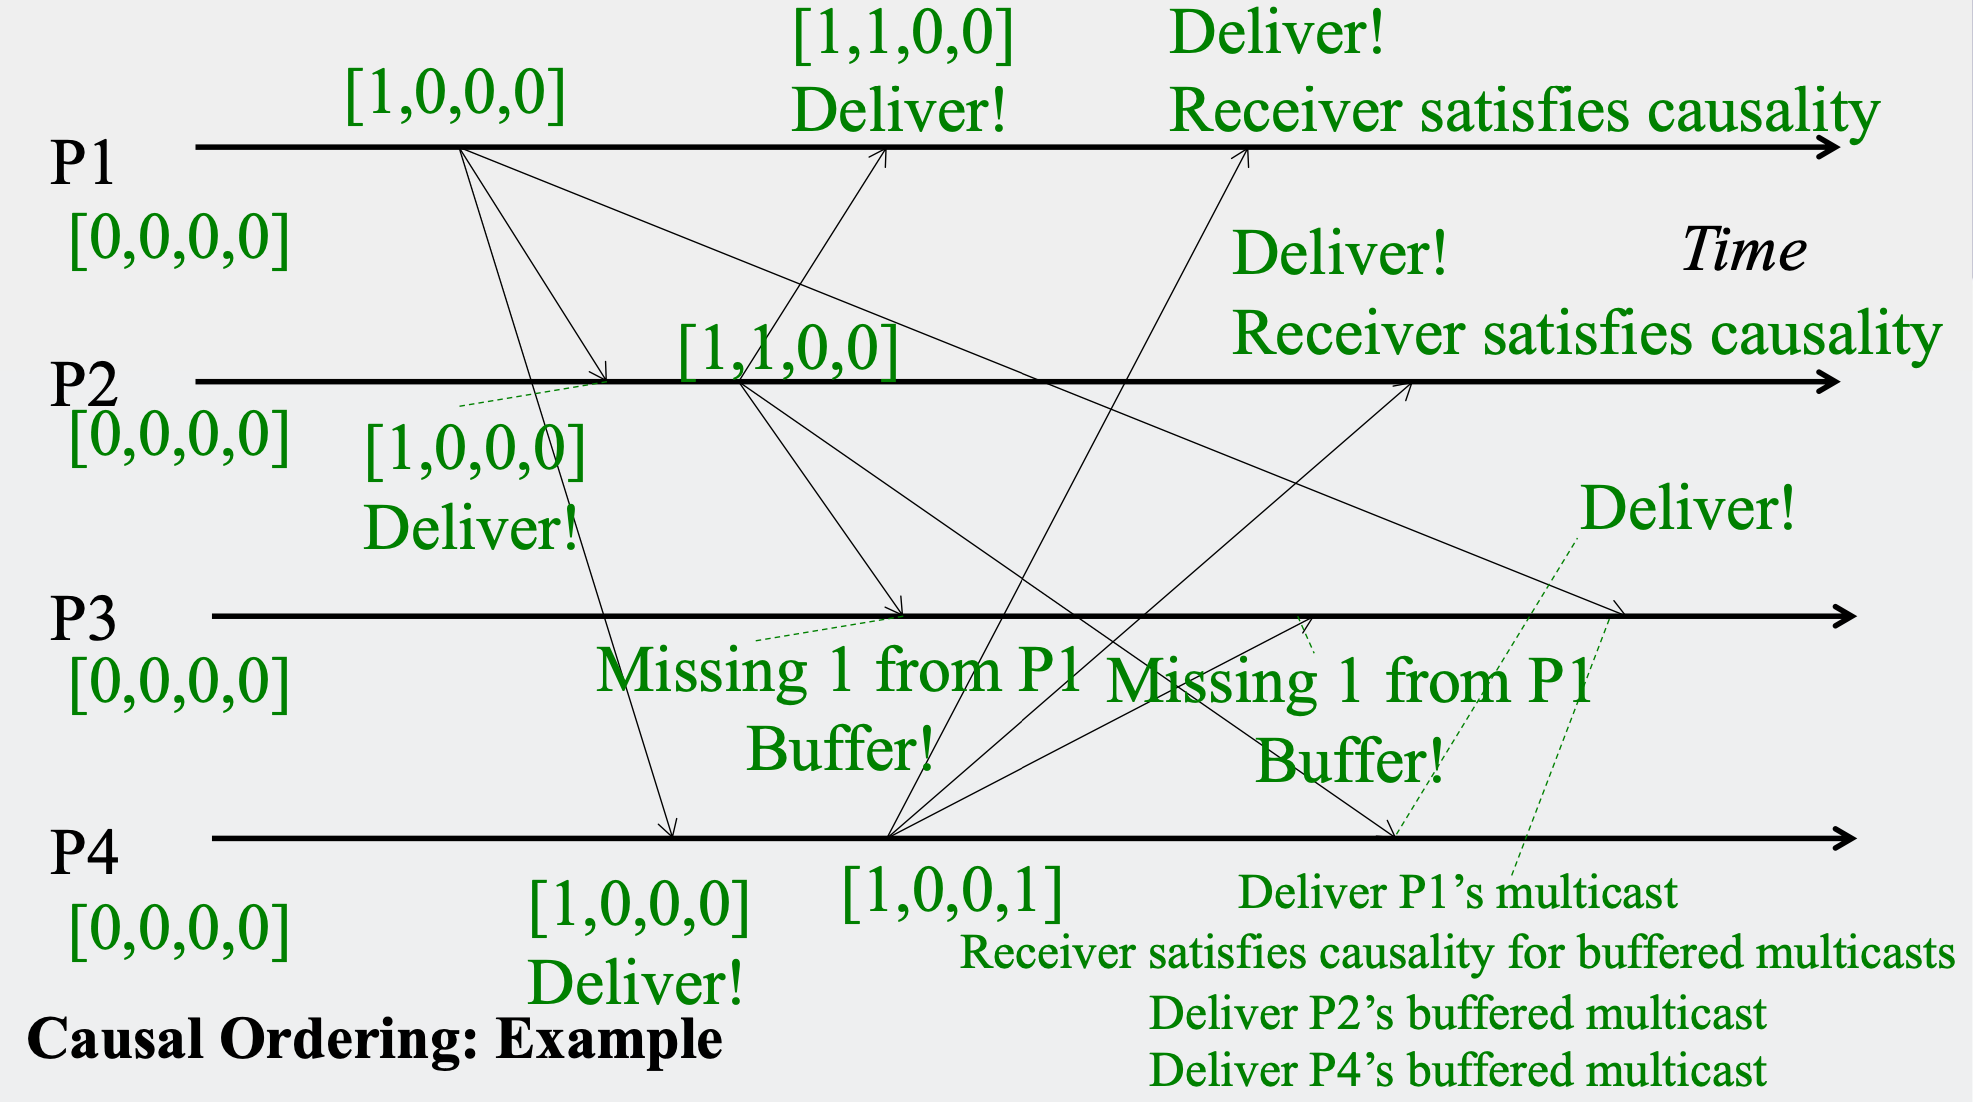 [1,1,0,0]
Deliver!
Deliver!
Receiver satisfies causality
[1,0,0,0]
P1
[0,0,0,0]
Time
Deliver!
Receiver satisfies causality
[1,1,0,0]
P2
[0,0,0,0]
[1,0,0,0]
Deliver!
Deliver!
P3
[0,0,0,0]
Missing 1 from P1
Buffer!
Missing 1 from P1
Buffer!
P4
[0,0,0,0]
[1,0,0,0]
Deliver!
[1,0,0,1]
Deliver P1’s multicast
Receiver satisfies causality for buffered multicasts
Deliver P2’s buffered multicast
Deliver P4’s buffered multicast
Causal Ordering: Example